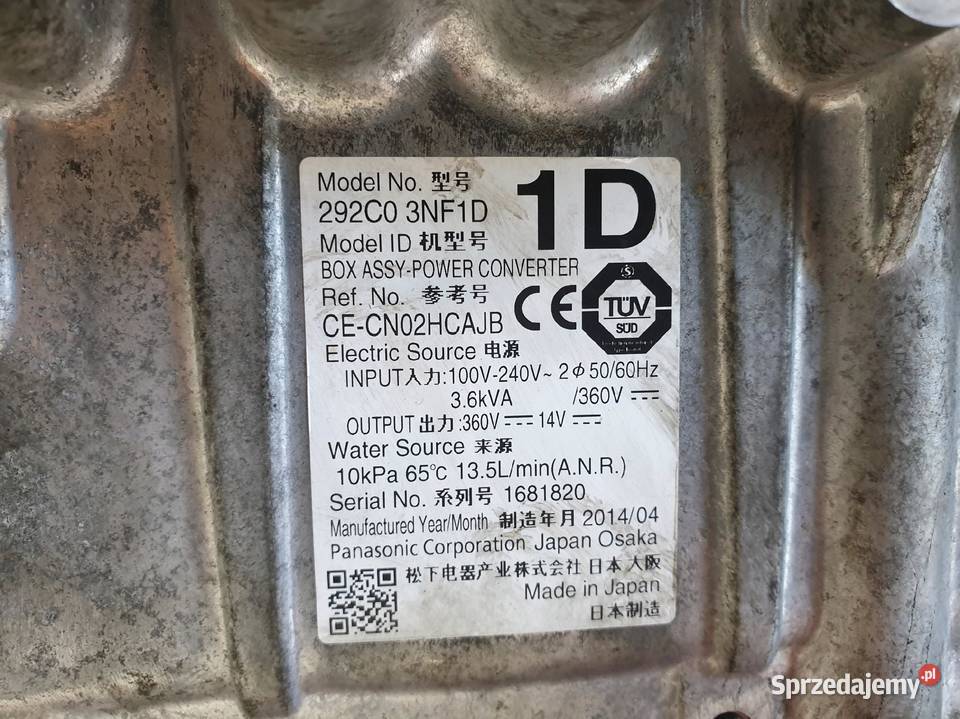 Model No. 型号
1D
292C0 3NF1D
Model ID 机型号
BOX ASSY-POWER CONVERTER
Ref. No. 参考号
CE-CN02HCAJB
CE
TÜV
SÜD
Electric Source 电源
INPUT入力:100V-240V~ 2φ 50/60Hz
3.6kVA /360V ⎓
OUTPUT 出力:360V ⎓ 14V ⎓
Water Source 来源
10kPa 65℃ 13.5L/min(A.N.R.)
Serial No. 系列号 1681820
Manufactured Year/Month 制造年月 2014/04
Panasonic Corporation Japan Osaka
松下电器产业株式会社 日本 大阪
Made in Japan
日本制造
Sprzedajemy.pl